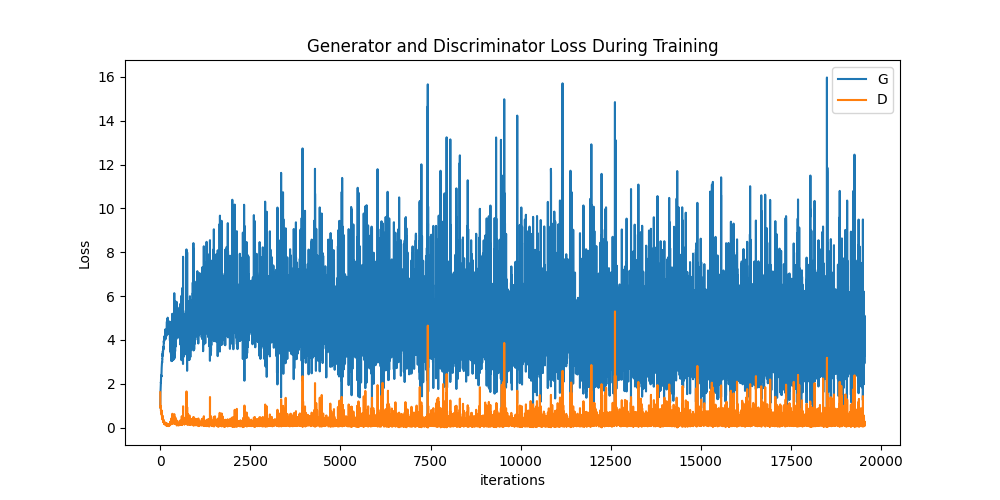 Generator and Discriminator Loss During Training
G
D
16
14
12
10
8
6
4
2
0
Loss
0 2500 5000 7500 10000 12500 15000 17500 20000
iterations